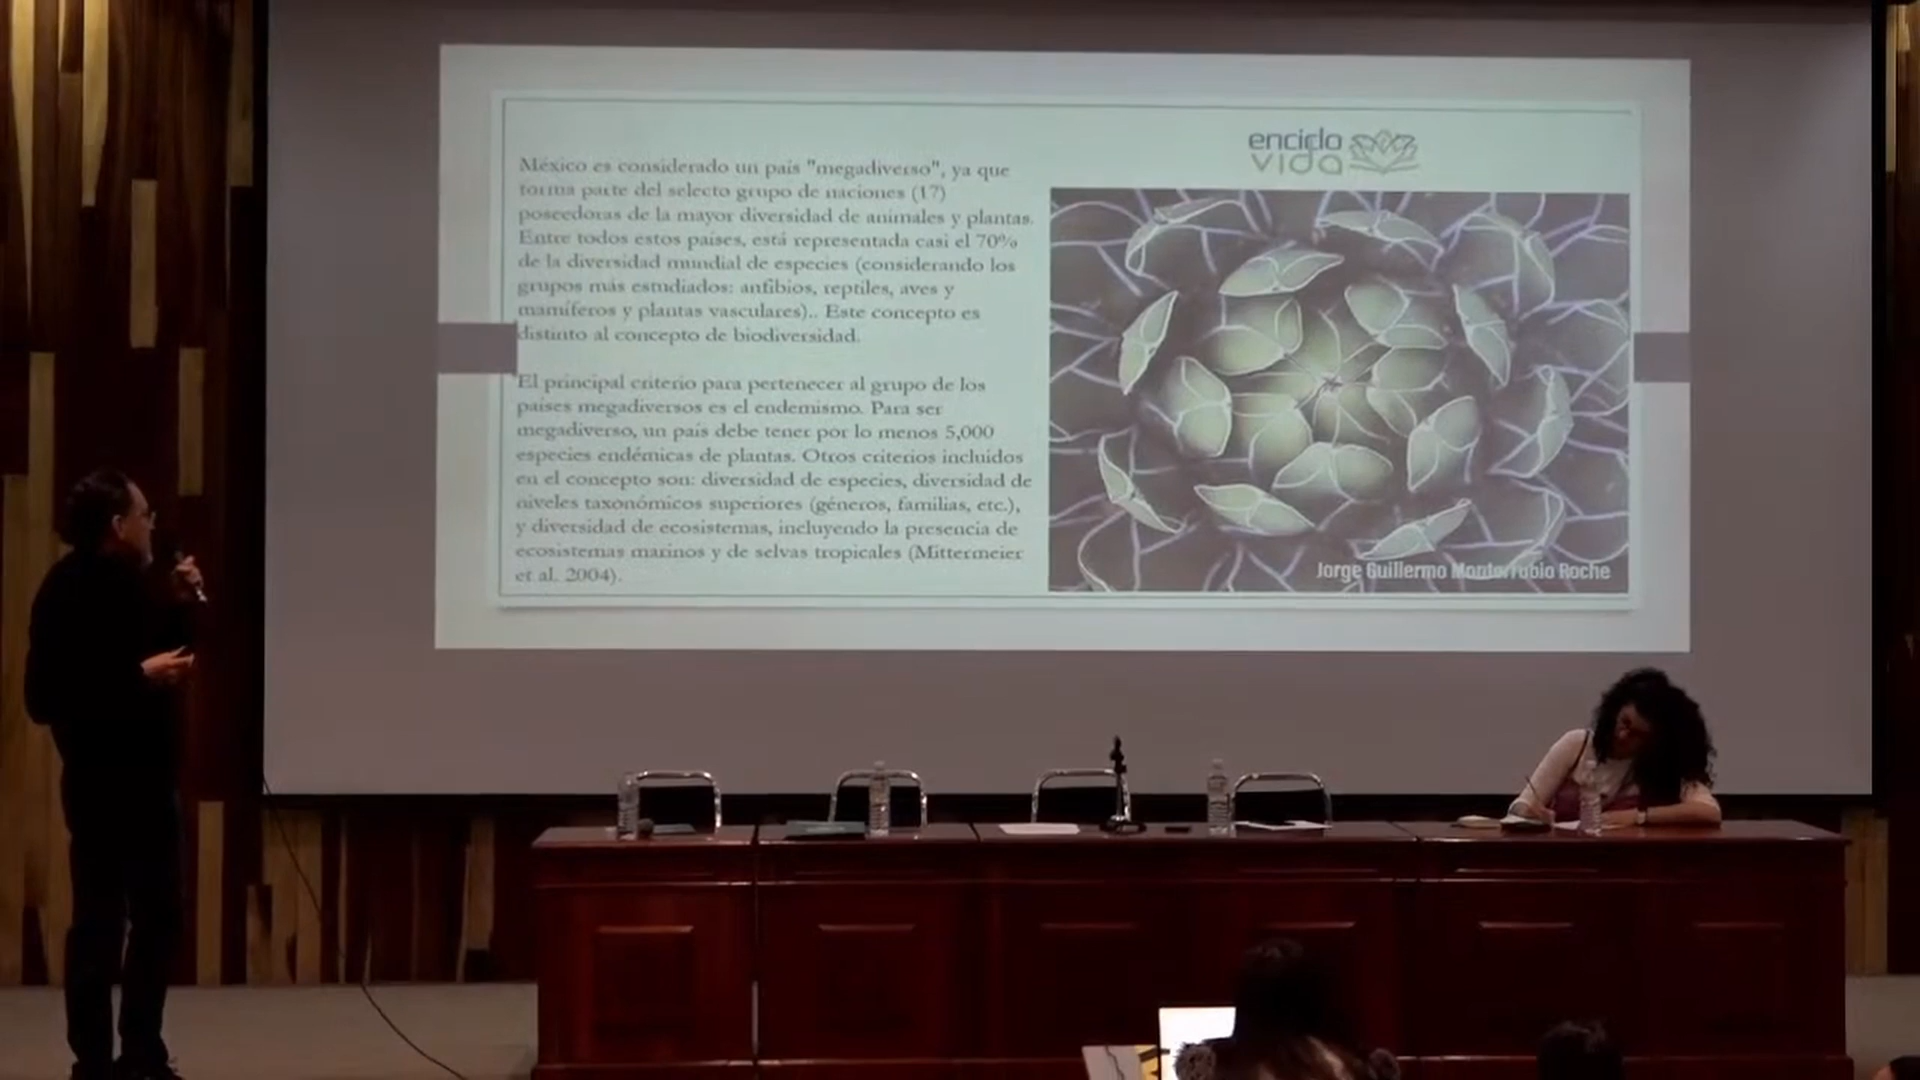 México es considerado un país "megadiverso", ya que
forma parte del selecto grupo de naciones (17)
poseedoras de la mayor diversidad de animales y plantas.
Entre todos estos países, está representada casi el 70%
de la diversidad mundial de especies (considerando los
grupos más estudiados: anfibios, reptiles, aves y
mamíferos y plantas vasculares).. Este concepto es
distinto al concepto de biodiversidad.
El principal criterio para pertenecer al grupo de los
países megadiversos es el endemismo. Para ser
megadiverso, un país debe tener por lo menos 5,000
especies endémicas de plantas. Otros criterios incluidos
en el concepto son: diversidad de especies, diversidad de
niveles taxonómicos superiores (géneros, familias, etc.),
y diversidad de ecosistemas, incluyendo la presencia de
ecosistemas marinos y de selvas tropicales (Mittermeier
et al. 2004).
enciclo
vida
Jorge Guillermo Monterrubio Roche